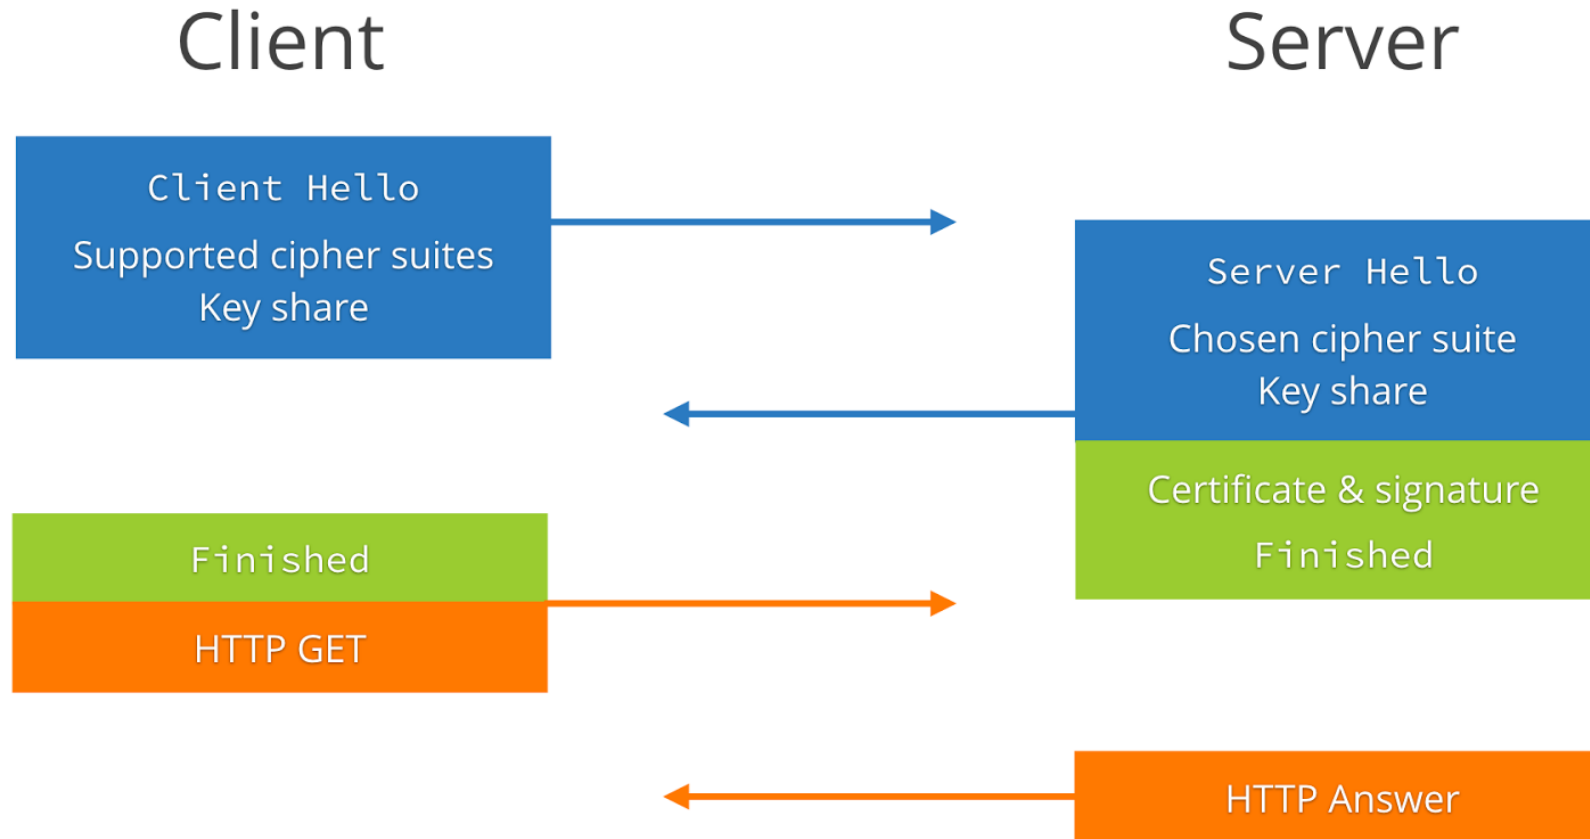 Client
Server
Client Hello
Supported cipher suites
Key share
Server Hello
Chosen cipher suite
Key share
Certificate & signature
Finished
Finished
HTTP GET
HTTP Answer